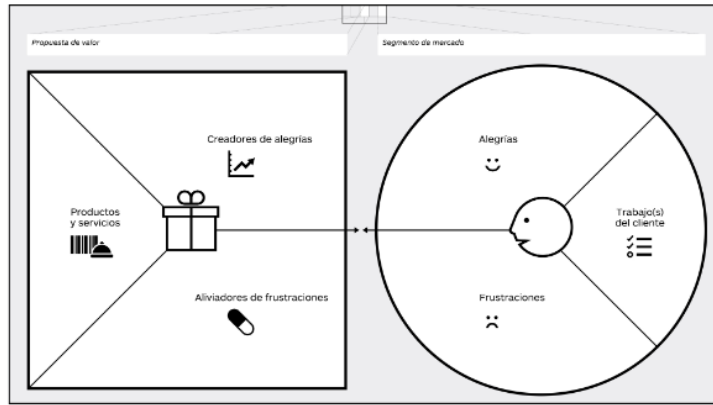 Propuesta de valor
Segmento de mercado
Creadores de alegrías
Productos
y servicios
Aliviadores de frustraciones
Alegrías
Trabajo(s)
del cliente
Frustraciones